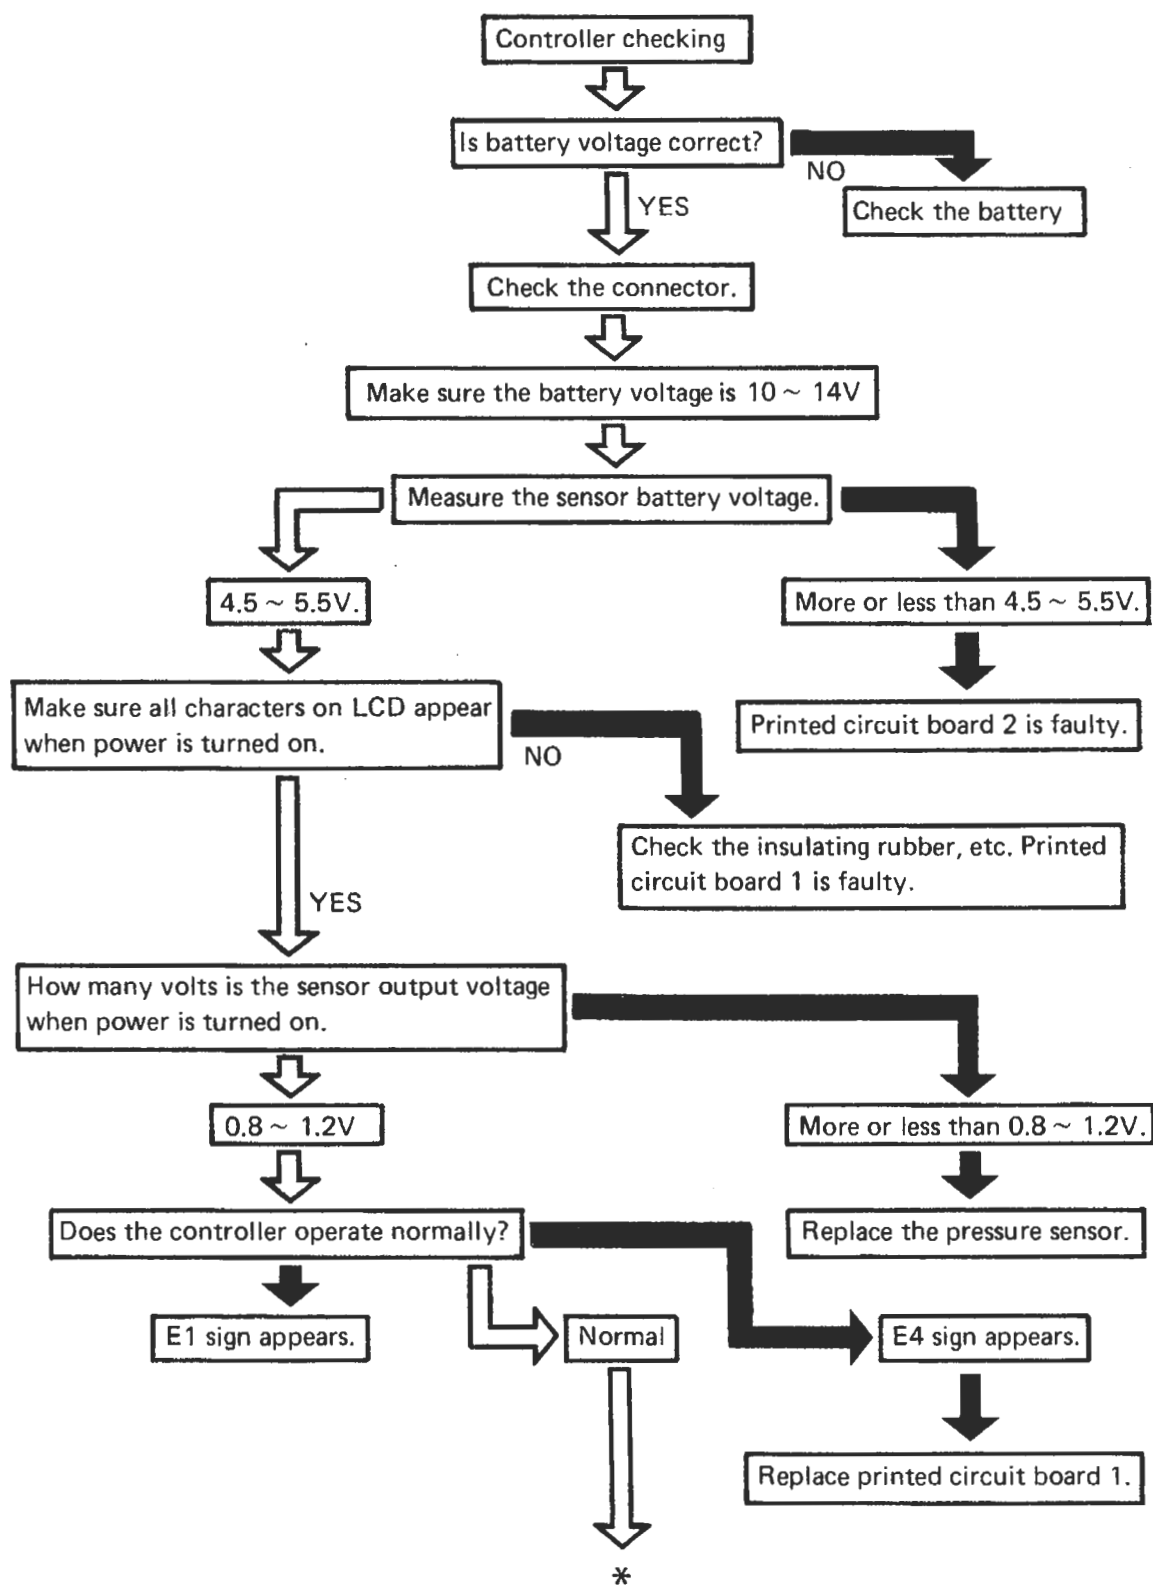 Controller checking
Is battery voltage correct?
NO
YES
Check the battery
Check the connector.
Make sure the battery voltage is 10 ~ 14V
Measure the sensor battery voltage.
4.5 ~ 5.5V.
More or less than 4.5 ~ 5.5V.
Make sure all characters on LCD appear
when power is turned on.
NO
Printed circuit board 2 is faulty.
Check the insulating rubber, etc. Printed
circuit board 1 is faulty.
YES
How many volts is the sensor output voltage
when power is turned on.
0.8 ~ 1.2V
More or less than 0.8 ~ 1.2V.
Does the controller operate normally?
Replace the pressure sensor.
E1 sign appears.
Normal
E4 sign appears.
Replace printed circuit board 1.
*